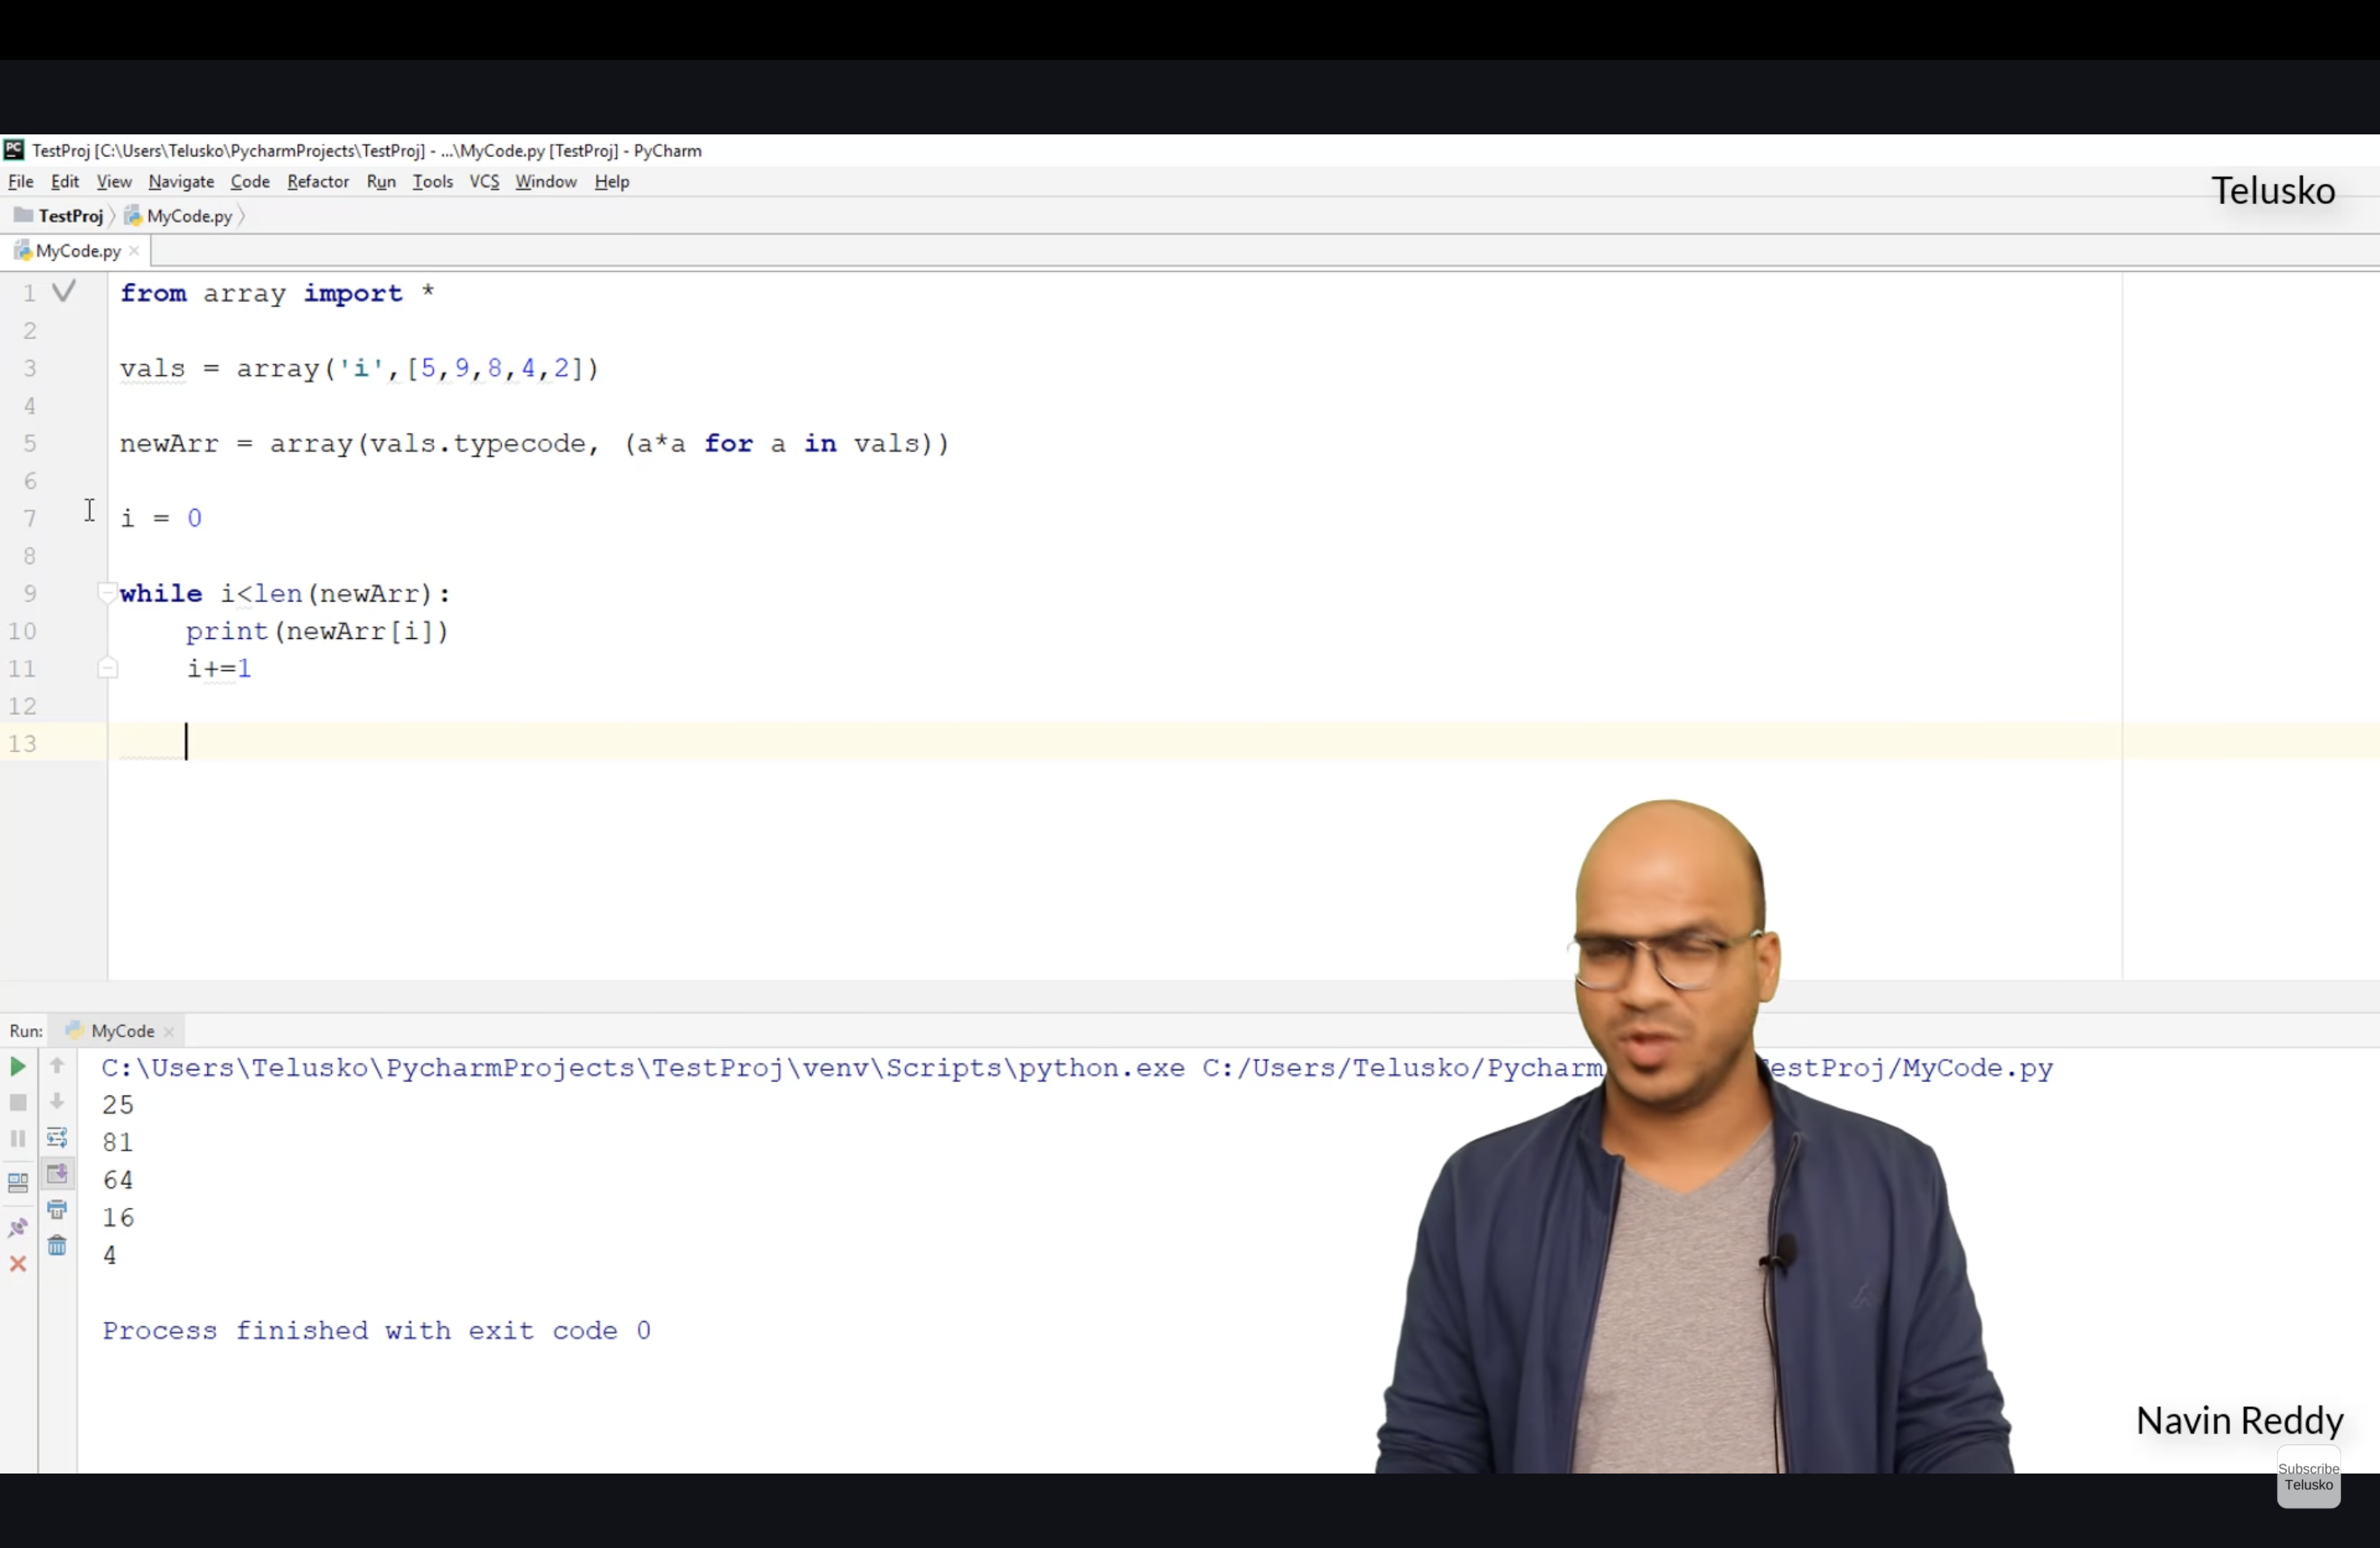 TestProj [C:\Users\Telusko\PycharmProjects\TestProj] - ...\MyCode.py [TestProj] - PyCharm
File Edit View Navigate Code Refactor Run Tools VCS Window Help
Telusko
TestProj MyCode.py
MyCode.py
1 from array import *
2
3 vals = array('i',[5,9,8,4,2])
4
5 newArr = array(vals.typecode, (a*a for a in vals))
6
7 i = 0
8
9 while i<len(newArr):
10 print(newArr[i])
11 i+=1
12
13
Run: MyCode
C:\Users\Telusko\PycharmProjects\TestProj\venv\Scripts\python.exe C:/Users/Telusko/Pycharm estProj/MyCode.py
25
81
64
16
4
Process finished with exit code 0
Navin Reddy
Subscribe
Telusko